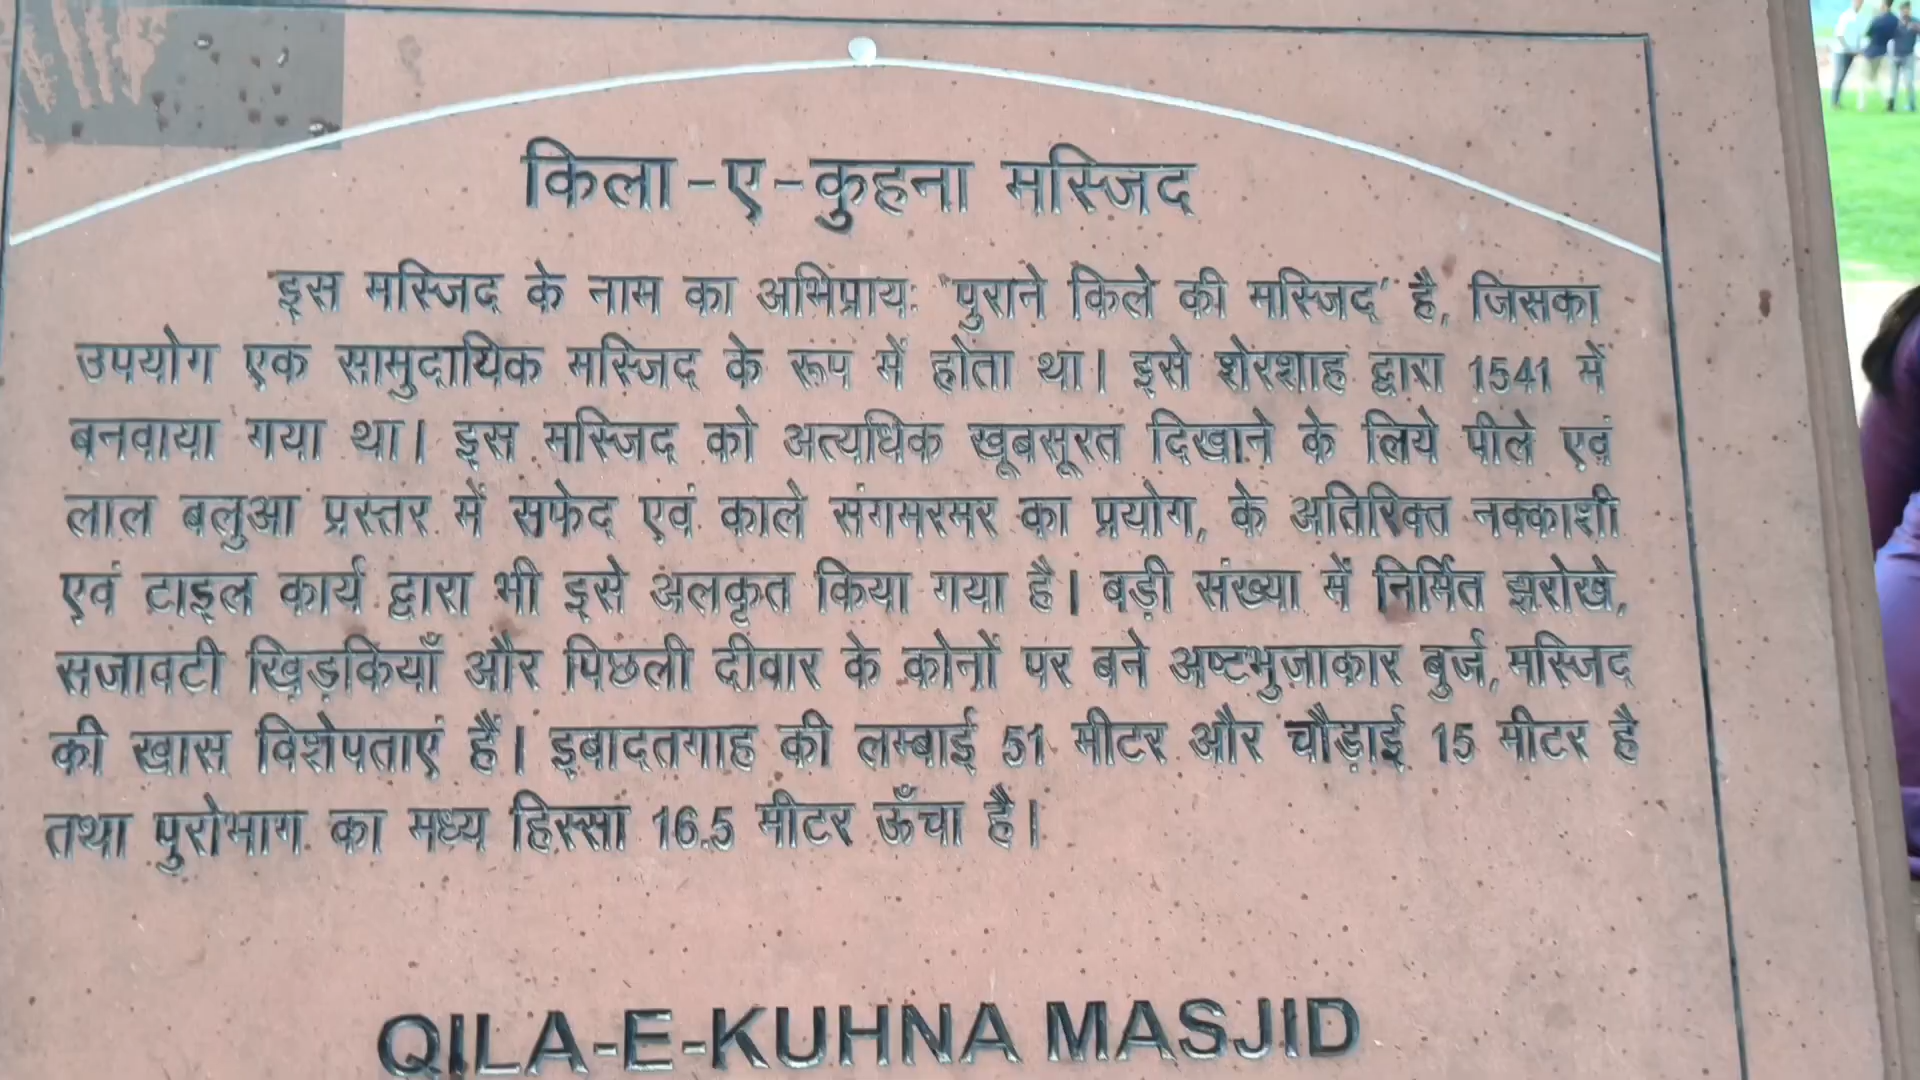 किला-ए-कुहना मस्जिद
इस मस्जिद के नाम का अभिप्रायः "पुराने किले की मस्जिद" है, जिसका
उपयोग एक सामुदायिक मस्जिद के रूप में होता था। इसे शेरशाह द्वारा 1541 में
बनवाया गया था। इस मस्जिद को अत्यधिक खूबसूरत दिखाने के लिये पीले एवं
लाल बलुआ प्रस्तर में सफेद एवं काले संगमरमर का प्रयोग, के अतिरिक्त नक्काशी
एवं टाइल कार्य द्वारा भी इसे अलकृत किया गया है। बड़ी संख्या में निर्मित झरोखे,
सजावटी खिड़कियाँ और पिछली दीवार के कोनों पर बने अष्टभुजाकार बुर्ज, मस्जिद
की खास विशेषताएं हैं। इबादतगाह की लम्बाई 51 मीटर और चौड़ाई 15 मीटर है
तथा पुरोभाग का मध्य हिस्सा 16.5 मीटर ऊँचा है।
QILA-E-KUHNA MASJID